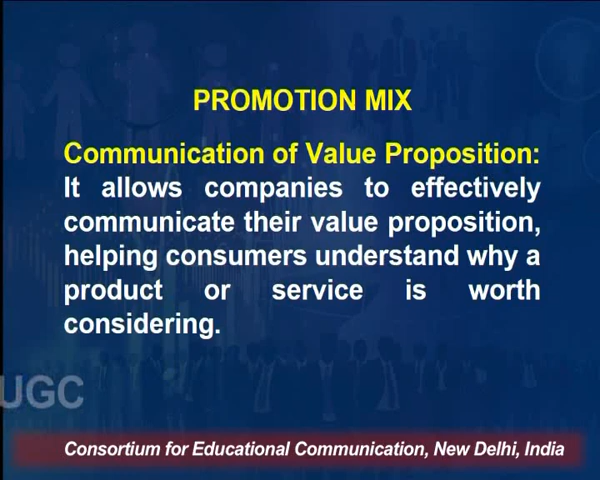 PROMOTION MIX
Communication of Value Proposition:
It allows companies to effectively
communicate their value proposition,
helping consumers understand why a
product or service is worth
considering.
UGC
Consortium for Educational Communication, New Delhi, India